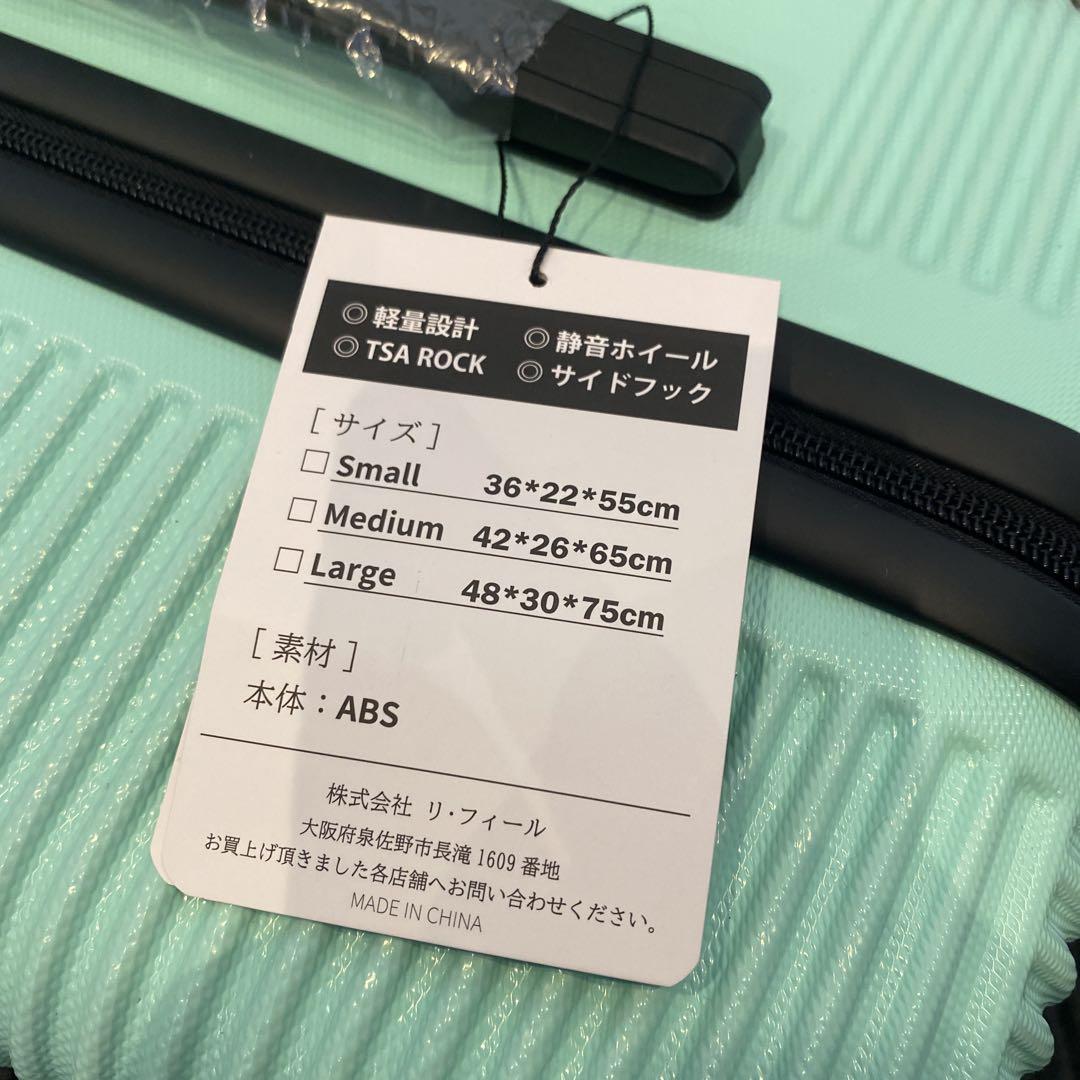 ◎ 軽量設計 ◎ 静音ホイール
◎ TSA ROCK ◎ サイドフック
[ サイズ ]
□ Small 36*22*55cm
□ Medium 42*26*65cm
□ Large 48*30*75cm
[ 素材 ]
本体：ABS
株式会社 リ・フィール
大阪府泉佐野市長滝1609番地
お買上げ頂きました各店舗へお問い合わせください。
MADE IN CHINA